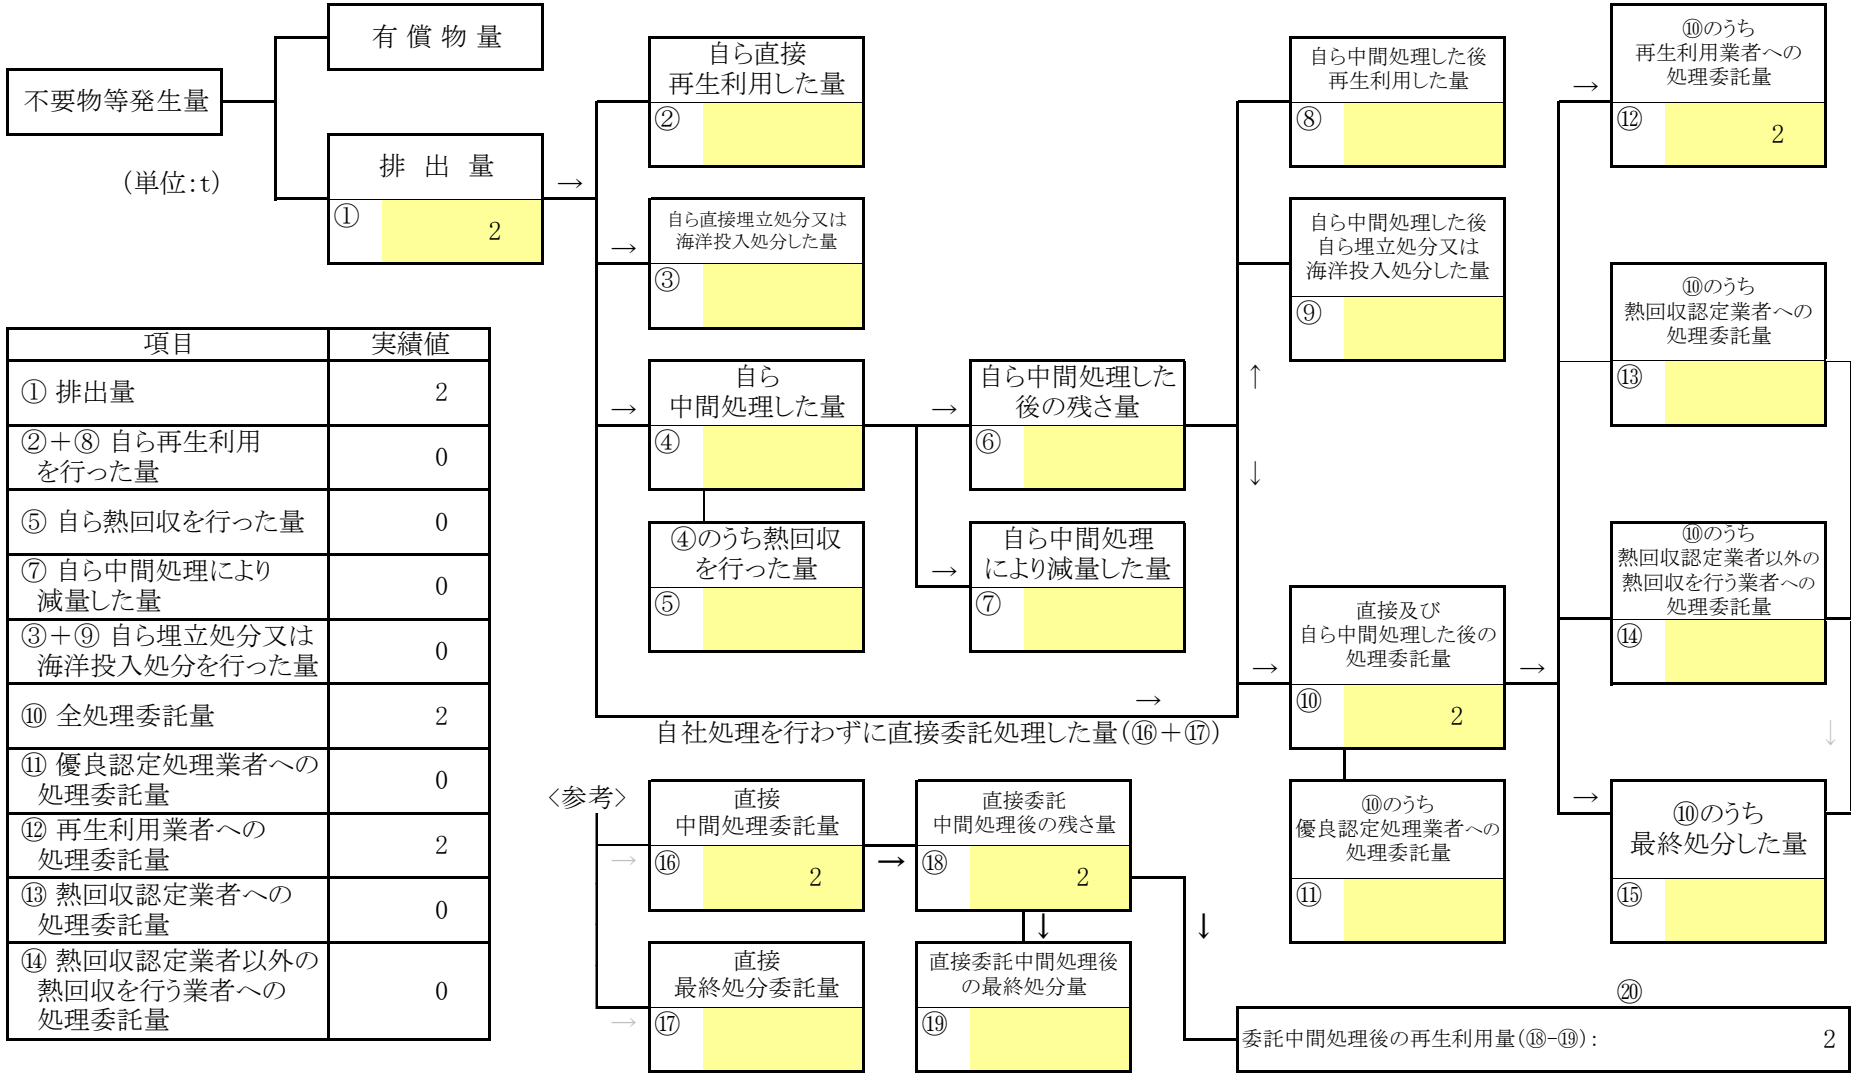 有償物量
不要物等発生量
(単位:t)
排出量
①
2
→
自ら直接
再生利用した量
②
→
自ら直接埋立処分又は
海洋投入処分した量
③
→
自ら
中間処理した量
④
④のうち熱回収
を行った量
⑤
→
自ら中間処理した
後の残さ量
⑥
→
自ら中間処理
により減量した量
⑦
自ら中間処理した後
再生利用した量
⑧
自ら中間処理した後
自ら埋立処分又は
海洋投入処分した量
⑨
↑
↓
→
自社処理を行わずに直接委託処理した量(⑯+⑰)
→
直接及び
自ら中間処理した後の
処理委託量
⑩
2
→
⑩のうち
優良認定処理業者への
処理委託量
⑪
→
⑩のうち
再生利用業者への
処理委託量
⑫
2
⑩のうち
熱回収認定業者への
処理委託量
⑬
⑩のうち
熱回収認定業者以外の
熱回収を行う業者への
処理委託量
⑭
↓
→
⑩のうち
最終処分した量
⑮
項目 実績値
① 排出量 2
②+⑧ 自ら再生利用
を行った量 0
⑤ 自ら熱回収を行った量 0
⑦ 自ら中間処理により
減量した量 0
③+⑨ 自ら埋立処分又は
海洋投入処分を行った量 0
⑩ 全処理委託量 2
⑪ 優良認定処理業者への
処理委託量 0
⑫ 再生利用業者への
処理委託量 2
⑬ 熱回収認定業者への
処理委託量 0
⑭ 熱回収認定業者以外の
熱回収を行う業者への
処理委託量 0
<参考>
→
直接
中間処理委託量
⑯
2
→
直接委託
中間処理後の残さ量
⑱
2
↓
↓
→
直接
最終処分委託量
⑰
直接委託中間処理後
の最終処分量
⑲
⑳
委託中間処理後の再生利用量(⑱-⑲): 2